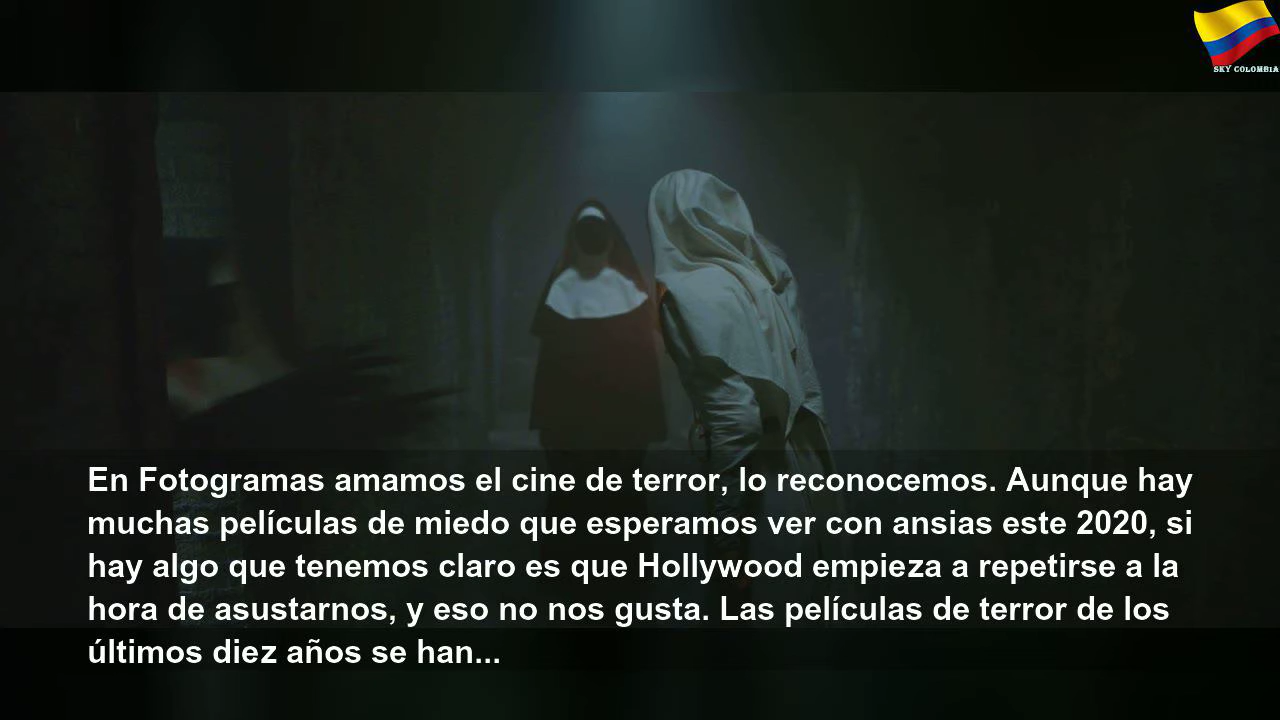 SKY COLOMBIA
En Fotogramas amamos el cine de terror, lo reconocemos. Aunque hay
muchas películas de miedo que esperamos ver con ansias este 2020, si
hay algo que tenemos claro es que Hollywood empieza a repetirse a la
hora de asustarnos, y eso no nos gusta. Las películas de terror de los
últimos diez años se han...